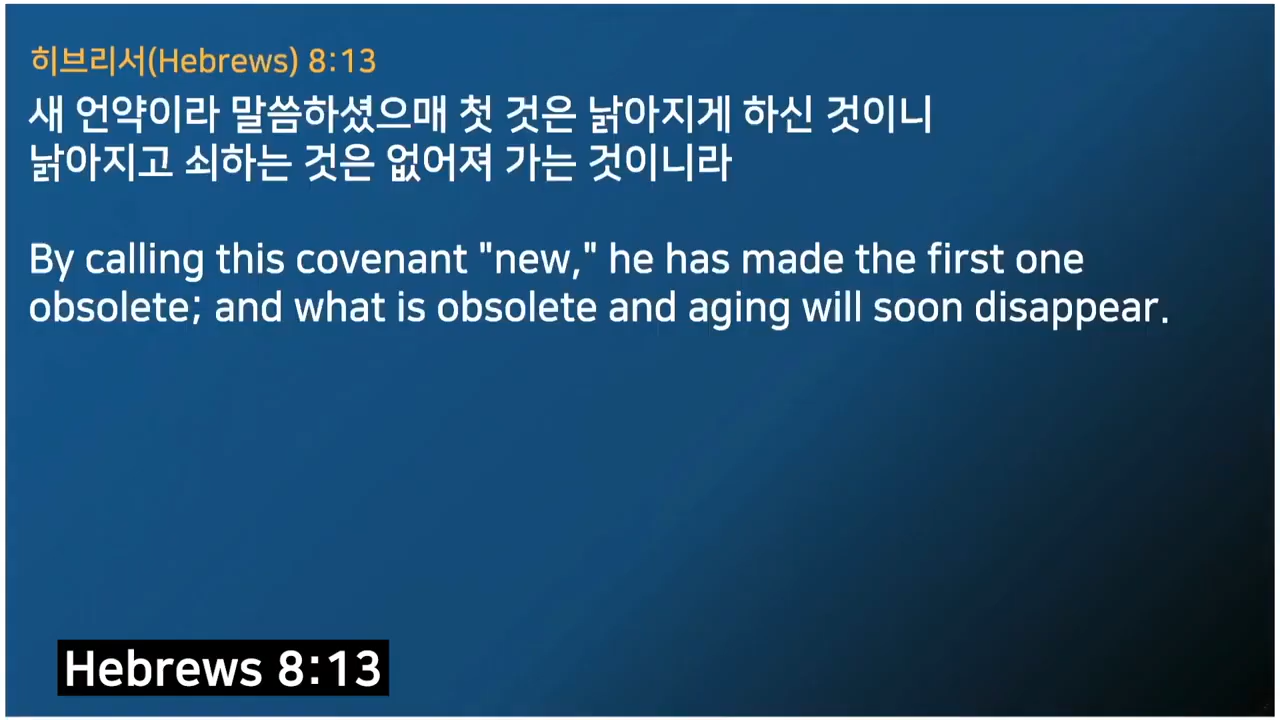 히브리서(Hebrews) 8:13
새 언약이라 말씀하셨으매 첫 것은 낡아지게 하신 것이니
낡아지고 쇠하는 것은 없어져 가는 것이니라
By calling this covenant "new," he has made the first one
obsolete; and what is obsolete and aging will soon disappear.
Hebrews 8:13